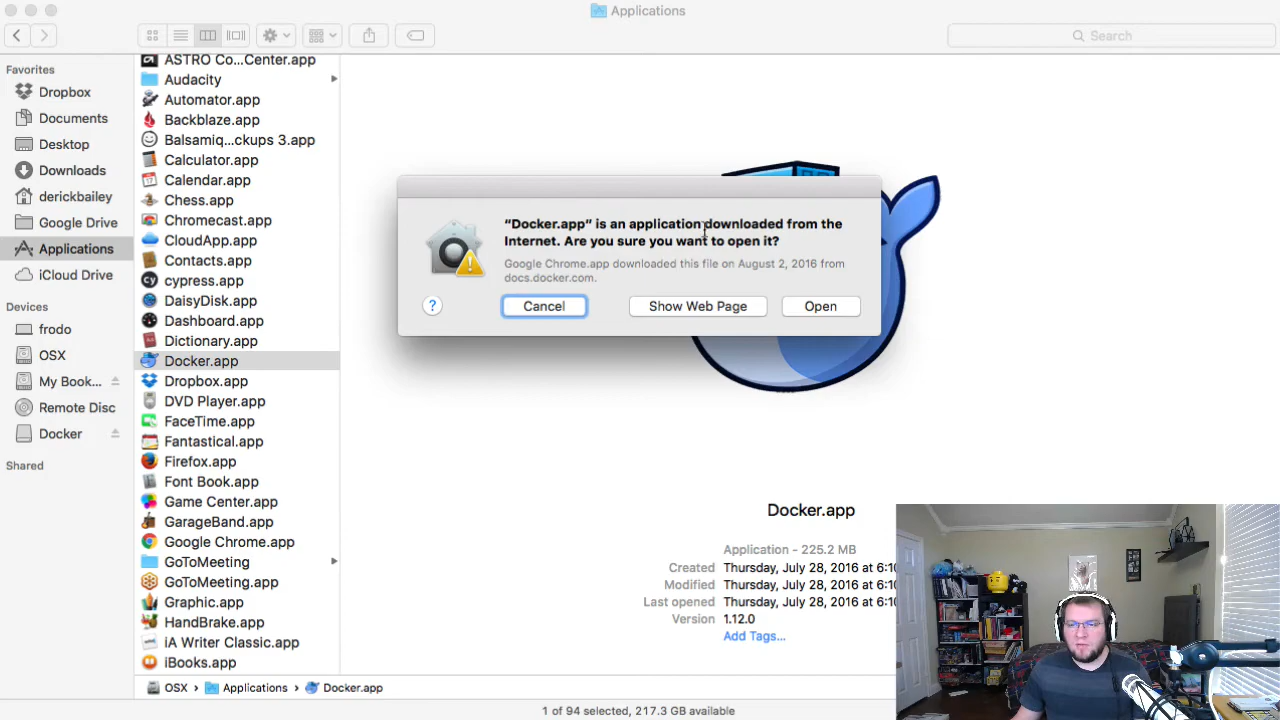 Applications
Search
Favorites
Dropbox
Documents
Desktop
Downloads
derickbailey
Google Drive
Applications
iCloud Drive
Devices
frodo
OSX
My Book...
Remote Disc
Docker
Shared
ASTRO Co...Center.app
Audacity
Automator.app
Backblaze.app
Balsamiq...ckups 3.app
Calculator.app
Calendar.app
Chess.app
Chromecast.app
CloudApp.app
Contacts.app
cypress.app
DaisyDisk.app
Dashboard.app
Dictionary.app
Docker.app
Dropbox.app
DVD Player.app
FaceTime.app
Fantastical.app
Firefox.app
Font Book.app
Game Center.app
GarageBand.app
Google Chrome.app
GoToMeeting
GoToMeeting.app
Graphic.app
HandBrake.app
iA Writer Classic.app
iBooks.app
“Docker.app” is an application downloaded from the
Internet. Are you sure you want to open it?
Google Chrome.app downloaded this file on August 2, 2016 from
docs.docker.com.
?
Cancel
Show Web Page
Open
Docker.app
Application - 225.2 MB
Created Thursday, July 28, 2016 at 6:10
Modified Thursday, July 28, 2016 at 6:10
Last opened Thursday, July 28, 2016 at 6:10
Version 1.12.0
Add Tags...
OSX › Applications › Docker.app
1 of 94 selected, 217.3 GB available